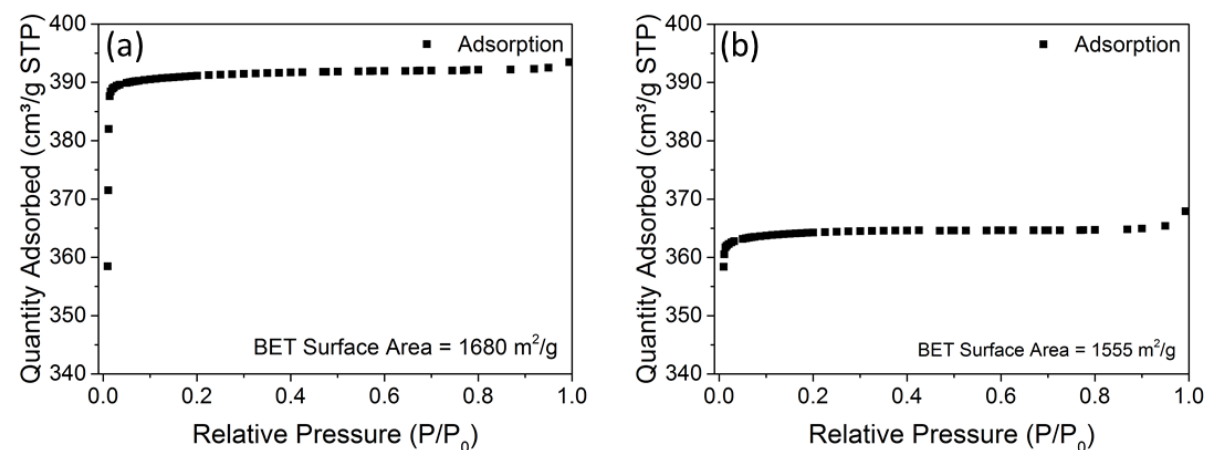 (a)
Adsorption
Quantity Adsorbed (cm³/g STP)
400
390
380
370
360
350
340
BET Surface Area = 1680 m²/g
0.0 0.2 0.4 0.6 0.8 1.0
Relative Pressure (P/P₀)
(b)
Adsorption
Quantity Adsorbed (cm³/g STP)
400
390
380
370
360
350
340
BET Surface Area = 1555 m²/g
0.0 0.2 0.4 0.6 0.8 1.0
Relative Pressure (P/P₀)